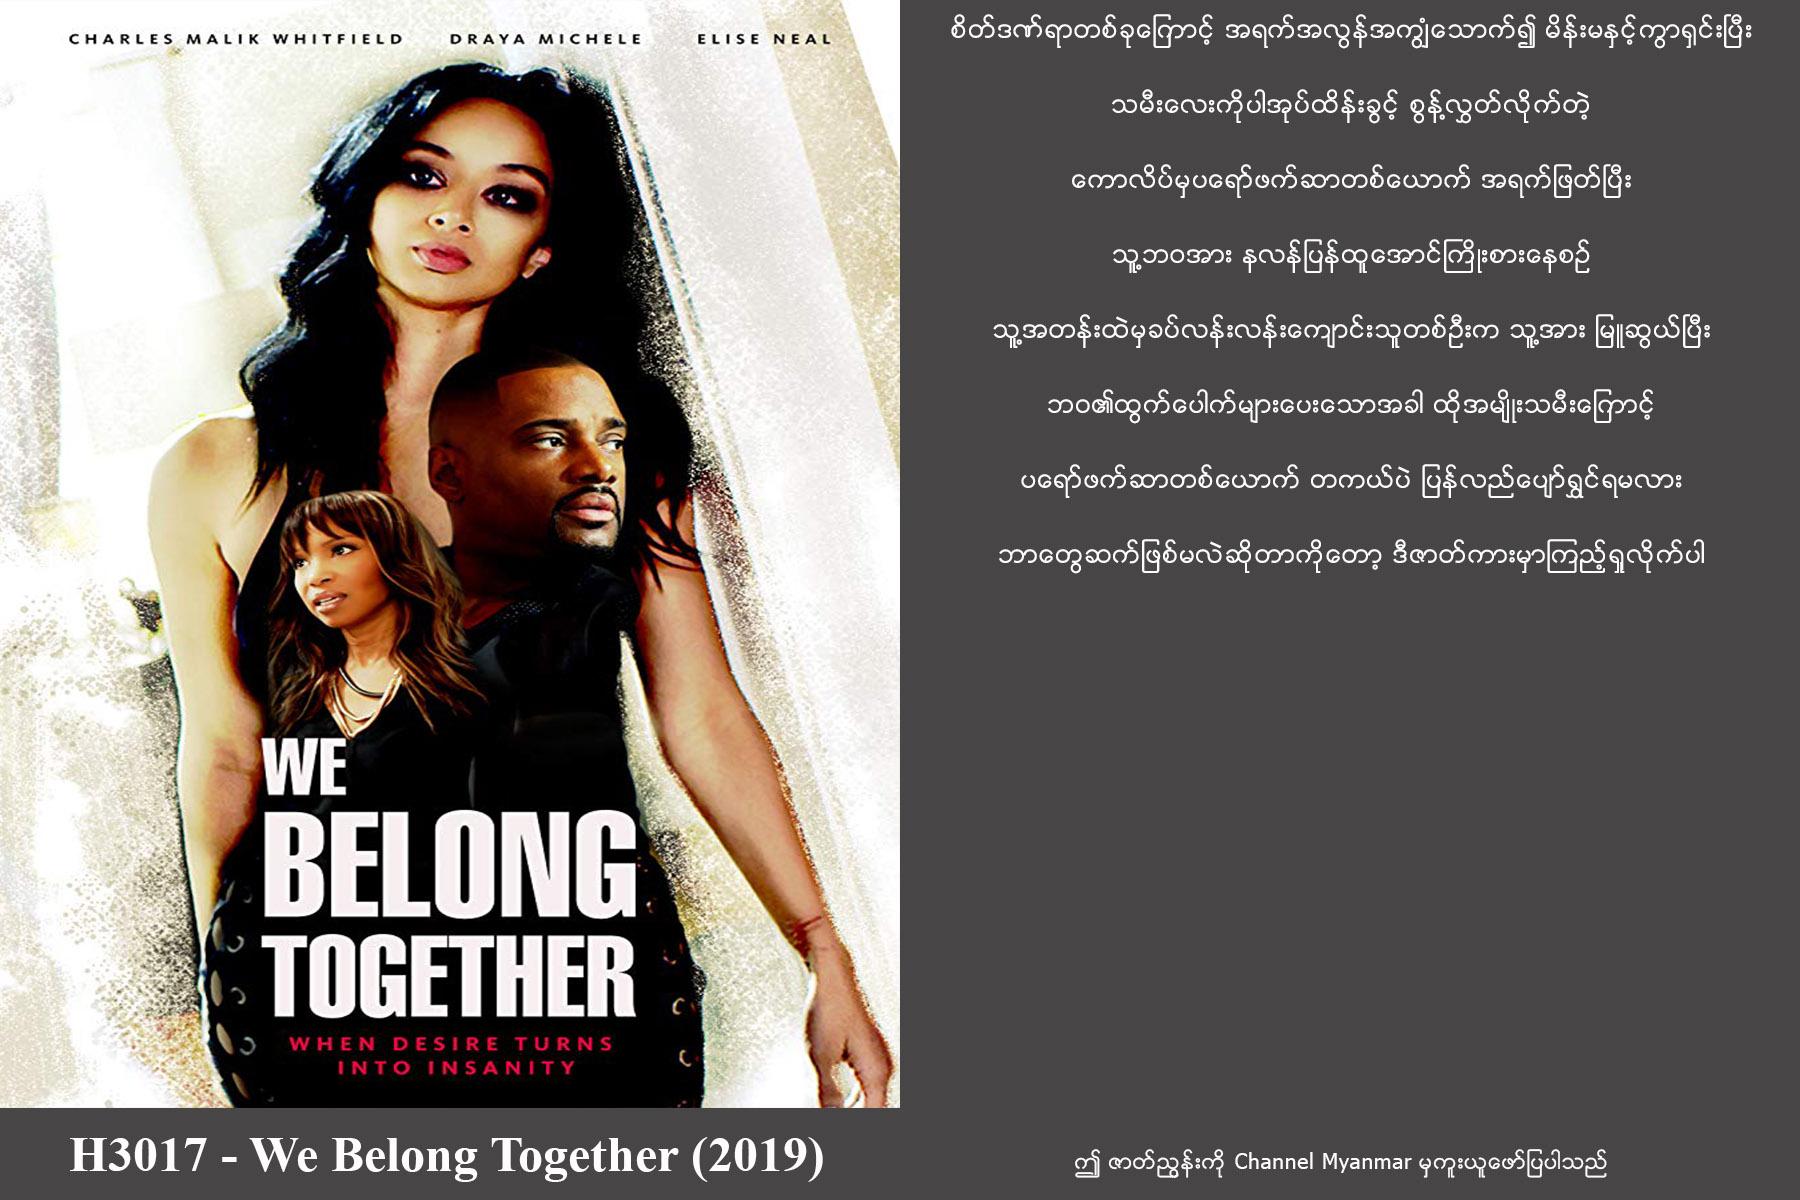 CHARLES MALIK WHITFIELD DRAYA MICHELE ELISE NEAL
WE
BELONG
TOGETHER
WHEN DESIRE TURNS
INTO INSANITY
H3017 - We Belong Together (2019)
စိတ်ဒဏ်ရာတစ်ခုကြောင့် အရက်အလွန်အကျွံသောက်၍ မိန်းမနှင့်ကွာရှင်းပြီး
သမီးလေးကိုပါအုပ်ထိန်းခွင့် စွန့်လွှတ်လိုက်တဲ့
ကောလိပ်မှပရော်ဖက်ဆာတစ်ယောက် အရက်ဖြတ်ပြီး
သူ့ဘဝအား နလန်ပြန်ထူအောင်ကြိုးစားနေစဉ်
သူ့အတန်းထဲမှခပ်လန်းလန်းကျောင်းသူတစ်ဦးက သူ့အား မြူဆွယ်ပြီး
ဘဝ၏ထွက်ပေါက်များပေးသောအခါ ထိုအမျိုးသမီးကြောင့်
ပရော်ဖက်ဆာတစ်ယောက် တကယ်ပဲ ပြန်လည်ပျော်ရွှင်ရမလား
ဘာတွေဆက်ဖြစ်မလဲဆိုတာကိုတော့ ဒီဇာတ်ကားမှာကြည့်ရှုလိုက်ပါ
ဤ ဇာတ်ညွှန်းကို Channel Myanmar မှကူးယူဖော်ပြပါသည်